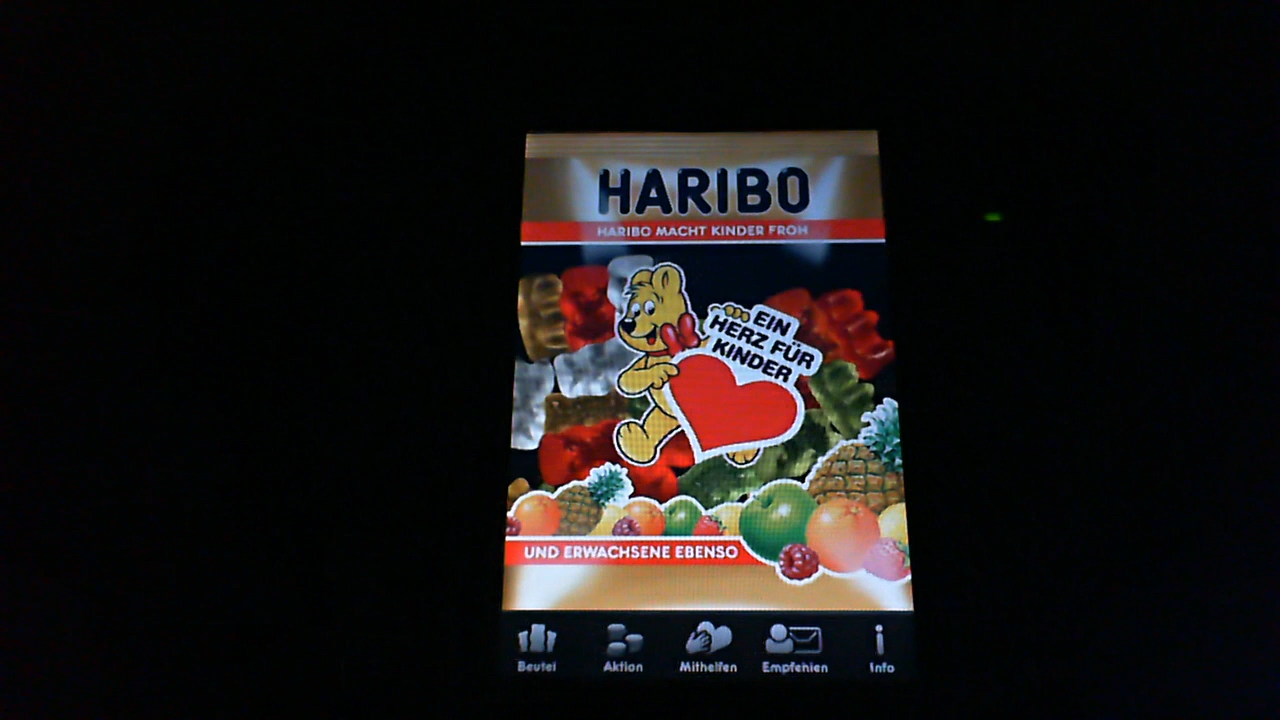 HARIBO
HARIBO MACHT KINDER FROH
EIN
HERZ FÜR
KINDER
UND ERWACHSENE EBENSO
Beutel
Aktion
Mithelfen
Empfehlen
Info